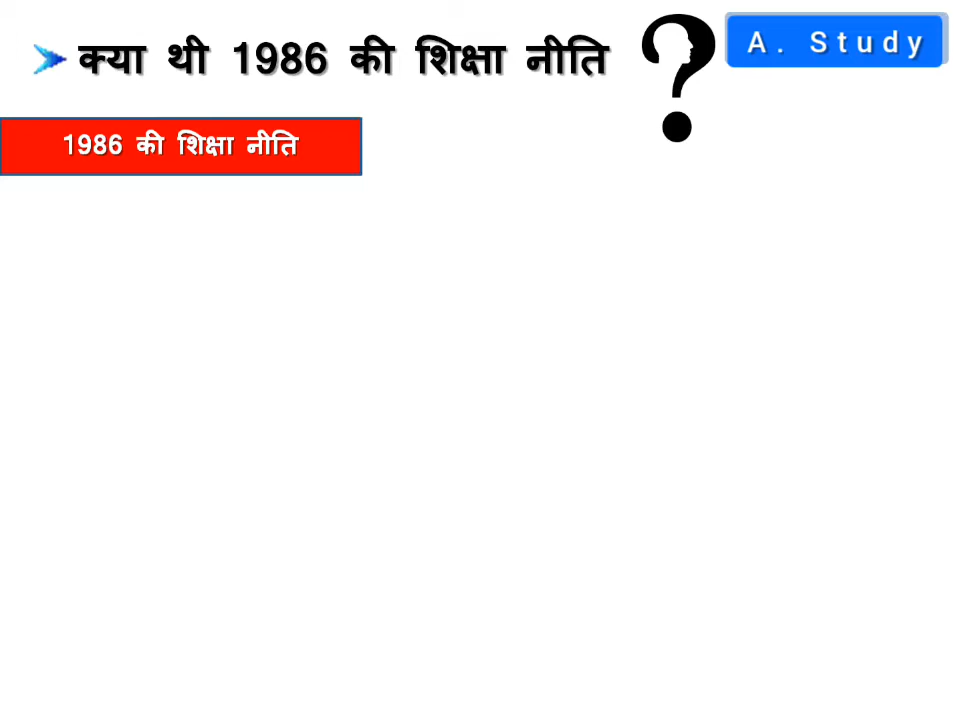 क्या थी 1986 की शिक्षा नीति ?
A. Study
1986 की शिक्षा नीति